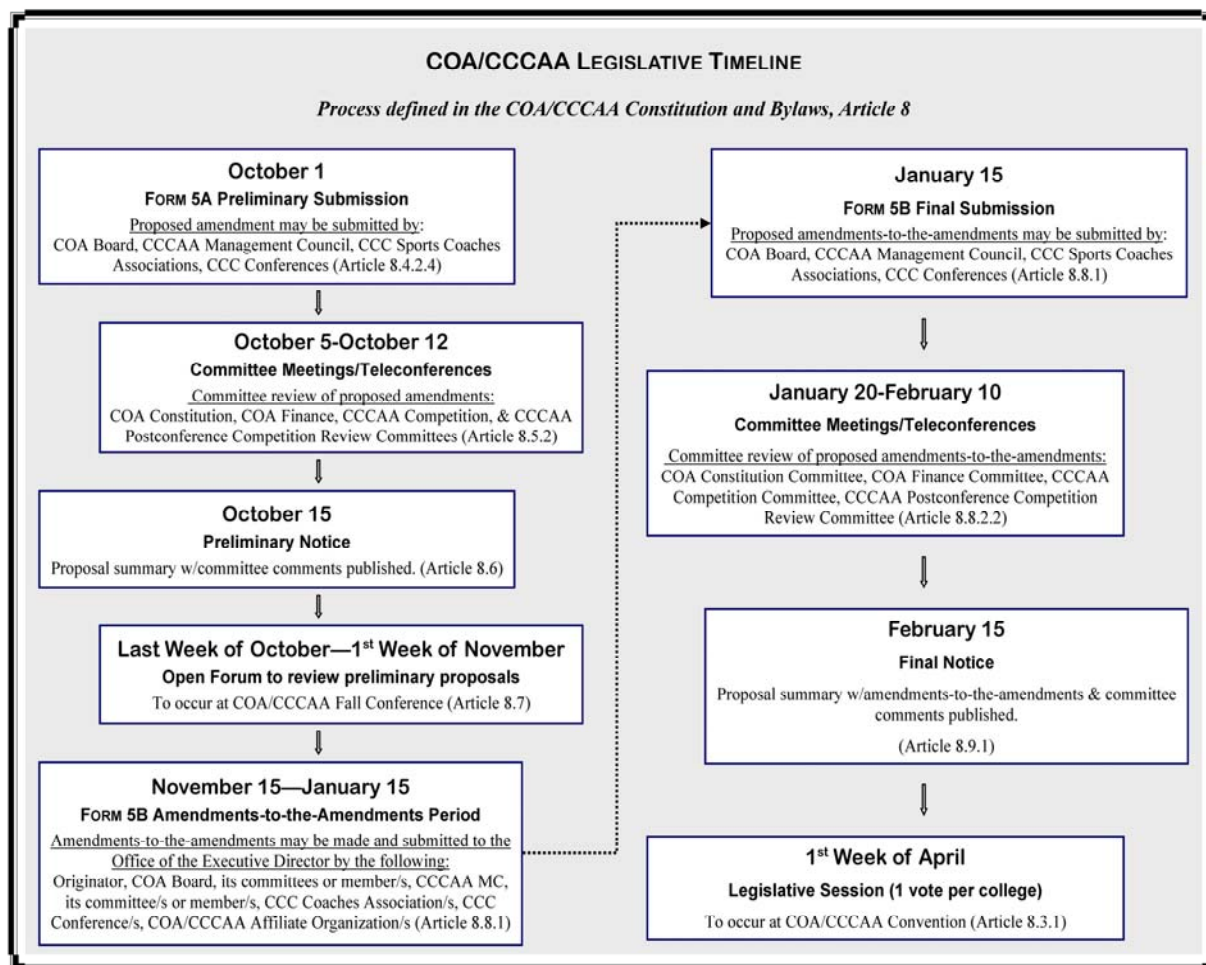 COA/CCCAA LEGISLATIVE TIMELINE
Process defined in the COA/CCCAA Constitution and Bylaws, Article 8
October 1
FORM 5A Preliminary Submission
Proposed amendment may be submitted by:
COA Board, CCCAA Management Council, CCC Sports Coaches
Associations, CCC Conferences (Article 8.4.2.4)
October 5-October 12
Committee Meetings/Teleconferences
Committee review of proposed amendments:
COA Constitution, COA Finance, CCCAA Competition, & CCCAA
Postconference Competition Review Committees (Article 8.5.2)
October 15
Preliminary Notice
Proposal summary w/committee comments published. (Article 8.6)
Last Week of October—1st Week of November
Open Forum to review preliminary proposals
To occur at COA/CCCAA Fall Conference (Article 8.7)
November 15—January 15
FORM 5B Amendments-to-the-Amendments Period
Amendments-to-the-amendments may be made and submitted to the
Office of the Executive Director by the following:
Originator, COA Board, its committees or member/s, CCCAA MC,
its committee/s or member/s, CCC Coaches Association/s, CCC
Conference/s, COA/CCCAA Affiliate Organization/s (Article 8.8.1)
January 15
FORM 5B Final Submission
Proposed amendments-to-the-amendments may be submitted by:
COA Board, CCCAA Management Council, CCC Sports Coaches
Associations, CCC Conferences (Article 8.8.1)
January 20-February 10
Committee Meetings/Teleconferences
Committee review of proposed amendments-to-the-amendments:
COA Constitution Committee, COA Finance Committee, CCCAA
Competition Committee, CCCAA Postconference Competition
Review Committee (Article 8.8.2.2)
February 15
Final Notice
Proposal summary w/amendments-to-the-amendments & committee
comments published.
(Article 8.9.1)
1st Week of April
Legislative Session (1 vote per college)
To occur at COA/CCCAA Convention (Article 8.3.1)